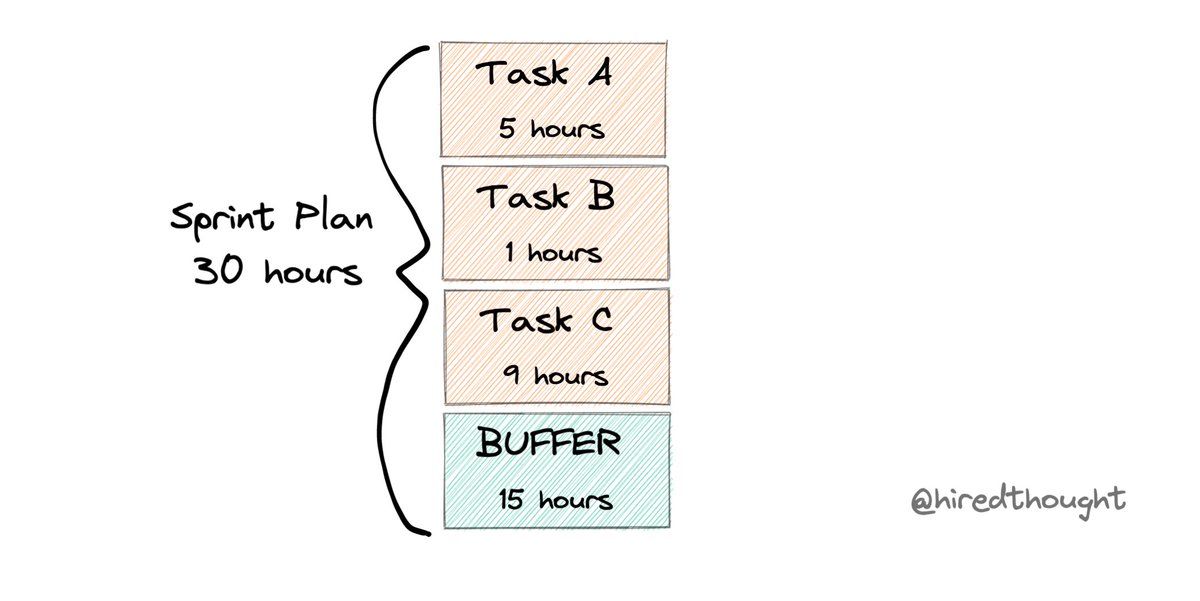 Sprint Plan
30 hours
Task A
5 hours
Task B
1 hours
Task C
9 hours
BUFFER
15 hours
@hiredthought